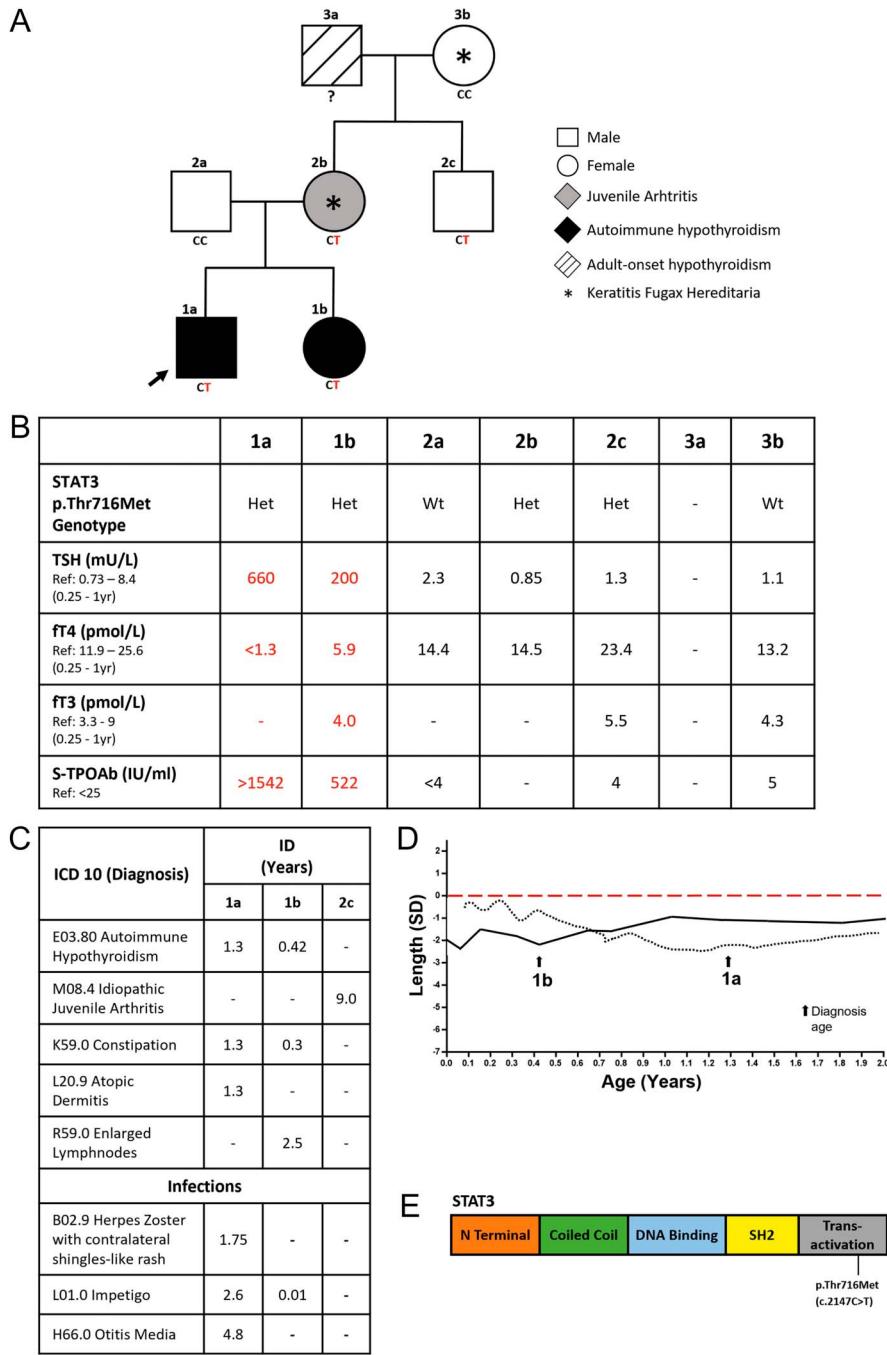 A
3a
?
3b
*
CC
2a
CC
2b
*
CT
2c
CT
1a
CT
1b
CT
Male
Female
Juvenile Arhtritis
Autoimmune hypothyroidism
Adult-onset hypothyroidism
* Keratitis Fugax Hereditaria
B
1a 1b 2a 2b 2c 3a 3b
STAT3
p.Thr716Met
Genotype
Het Het Wt Het Het - Wt
TSH (mU/L)
Ref: 0.73 – 8.4
(0.25 - 1yr)
660 200 2.3 0.85 1.3 - 1.1
fT4 (pmol/L)
Ref: 11.9 – 25.6
(0.25 - 1yr)
<1.3 5.9 14.4 14.5 23.4 - 13.2
fT3 (pmol/L)
Ref: 3.3 - 9
(0.25 - 1yr)
- 4.0 - - 5.5 - 4.3
S-TPOAb (IU/ml)
Ref: <25
>1542 522 <4 - 4 - 5
C
ICD 10 (Diagnosis)
ID
(Years)
1a 1b 2c
E03.80 Autoimmune
Hypothyroidism
1.3 0.42 -
M08.4 Idiopathic
Juvenile Arthritis
- - 9.0
K59.0 Constipation
1.3 0.3 -
L20.9 Atopic
Dermitis
1.3 - -
R59.0 Enlarged
Lymphnodes
- 2.5 -
Infections
B02.9 Herpes Zoster
with contralateral
shingles-like rash
1.75 - -
L01.0 Impetigo
2.6 0.01 -
H66.0 Otitis Media
4.8 - -
D
Length (SD)
2
1
0
-1
-2
-3
-4
-5
-6
-7
1b
1a
Diagnosis
age
0.0 0.1 0.2 0.3 0.4 0.5 0.6 0.7 0.8 0.9 1.0 1.1 1.2 1.3 1.4 1.5 1.6 1.7 1.8 1.9 2.0
Age (Years)
E
STAT3
N Terminal
Coiled Coil
DNA Binding
SH2
Trans-
activation
p.Thr716Met
(c.2147C>T)